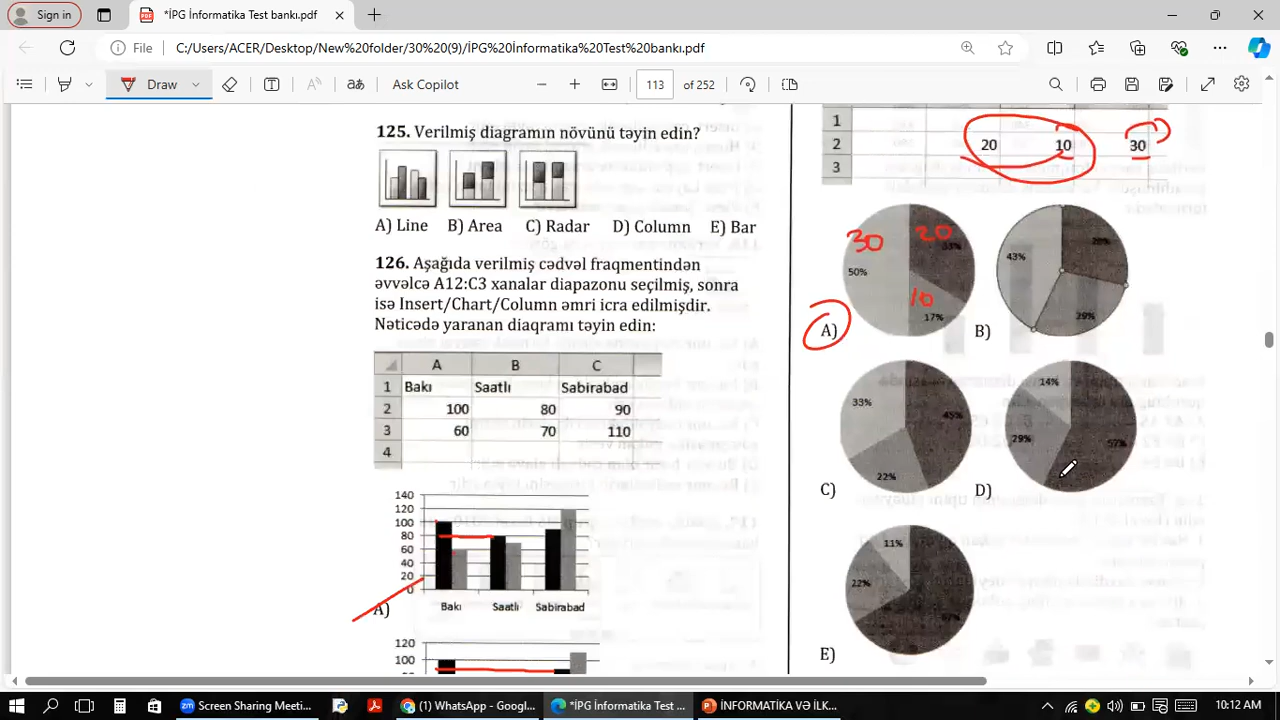 Sign in
*İPG İnformatika Test bankı.pdf
File
C:/Users/ACER/Desktop/New%20folder/30%20(9)/İPG%20İnformatika%20Test%20bankı.pdf
Draw
aあ
Ask Copilot
113 of 252
125. Verilmiş diagramın növünü təyin edin?
A) Line B) Area C) Radar D) Column E) Bar
126. Aşağıda verilmiş cədvəl fraqmentindən
əvvəlcə A12:C3 xanalar diapazonu seçilmiş, sonra
isə Insert/Chart/Column əmri icra edilmişdir.
Nəticədə yaranan diaqramı təyin edin:
A B C
1 Bakı Saatlı Sabirabad
2 100 80 90
3 60 70 110
4
140
120
100
80
60
40
20
0
Bakı Saatlı Sabirabad
A)
120
100
1
2 20 10 30
3
30 20
33%
50%
10
17%
A)
28%
43%
29%
B)
33%
45%
22%
C)
14%
29%
57%
D)
11%
22%
67%
E)
Screen Sharing Meeti...
(1) WhatsApp - Googl...
*İPG İnformatika Test ...
INFORMATİKA VƏ İLK...
10:12 AM